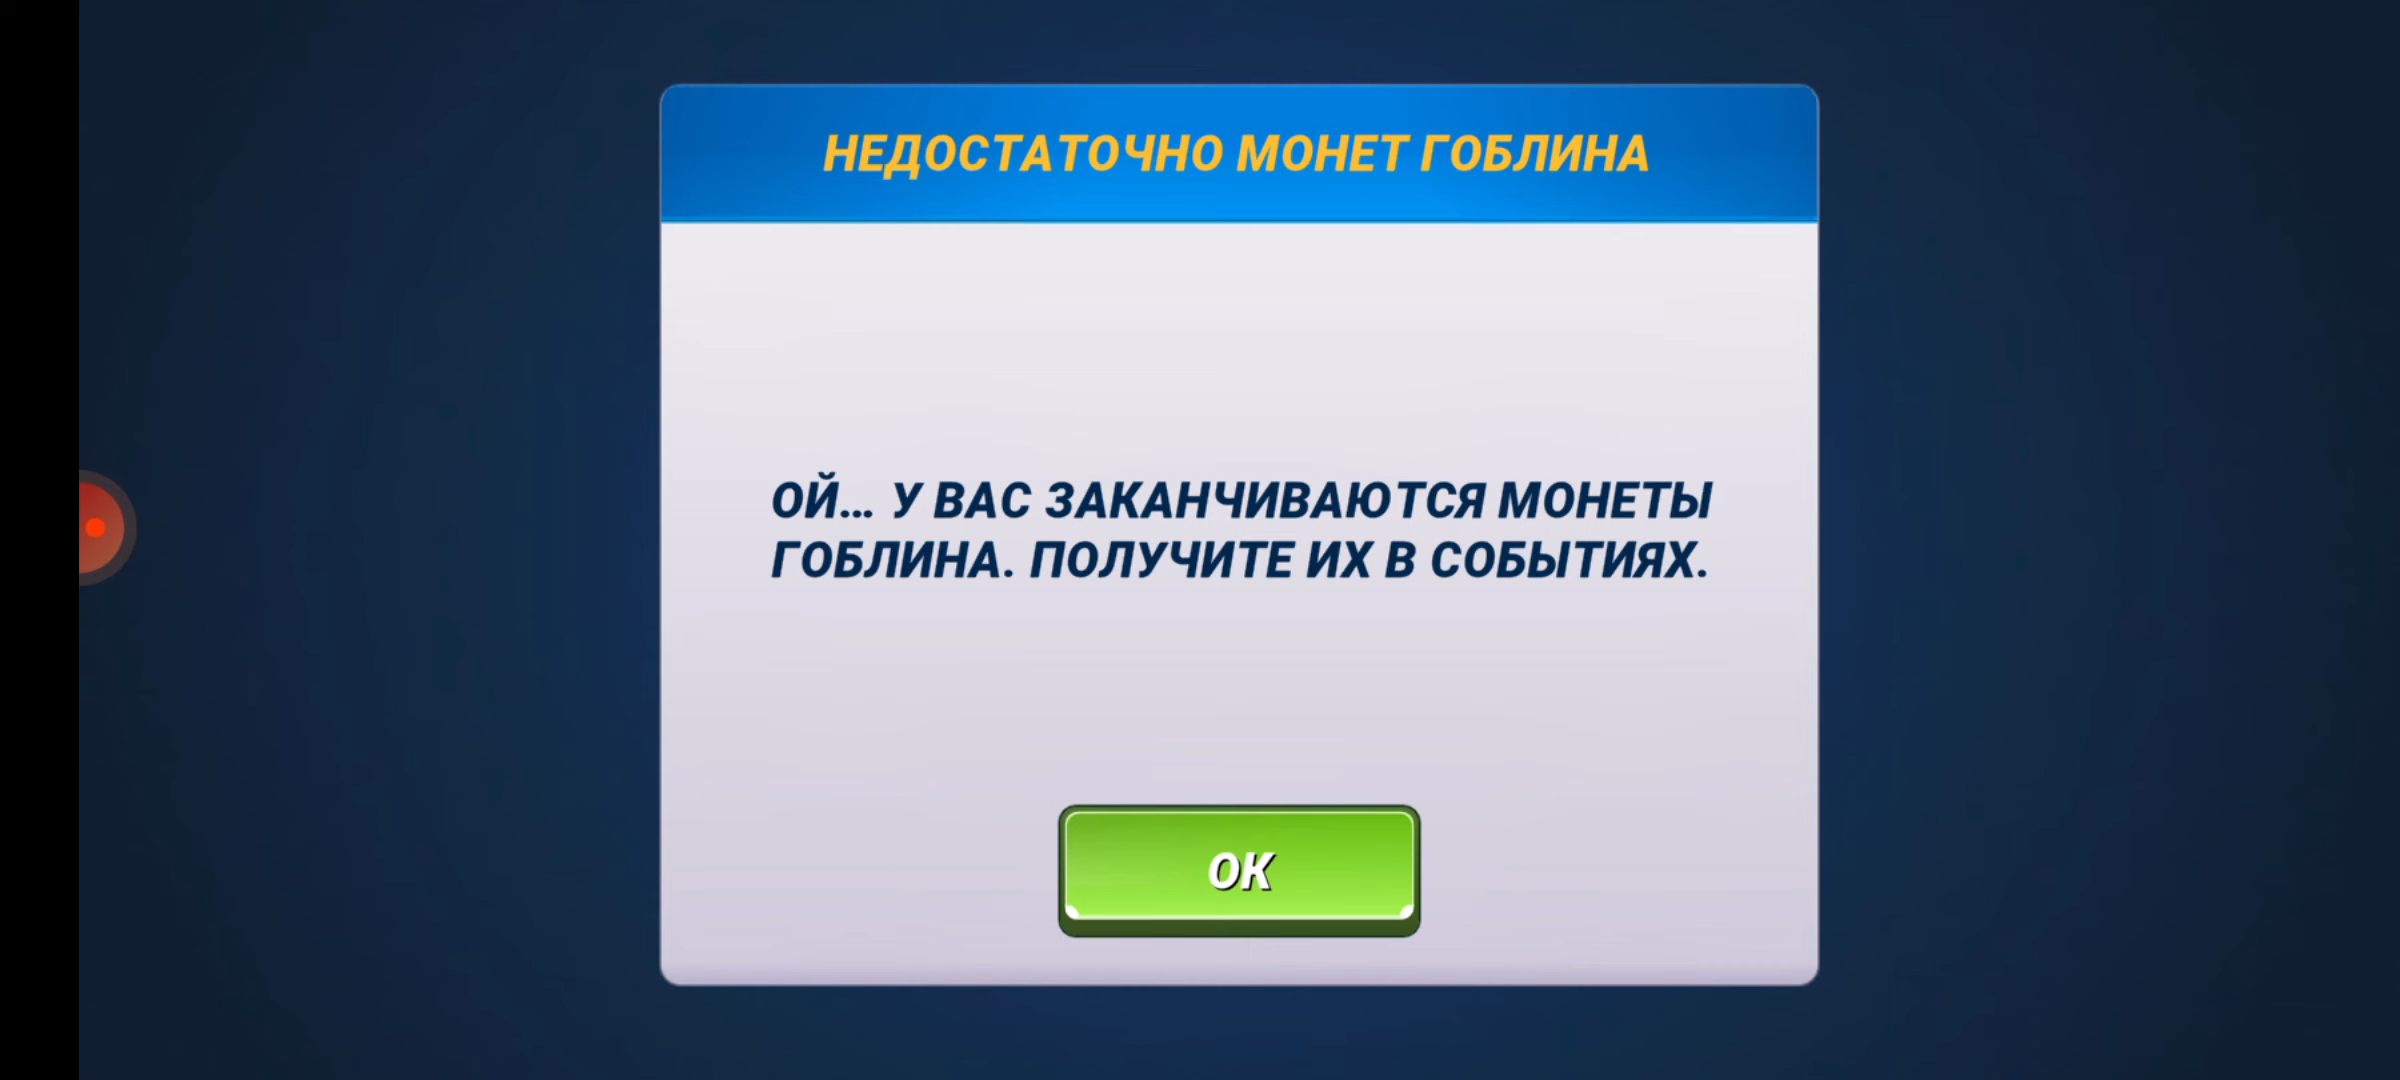 НЕДОСТАТОЧНО МОНЕТ ГОБЛИНА
ОЙ... У ВАС ЗАКАНЧИВАЮТСЯ МОНЕТЫ
ГОБЛИНА. ПОЛУЧИТЕ ИХ В СОБЫТИЯХ.
ОК